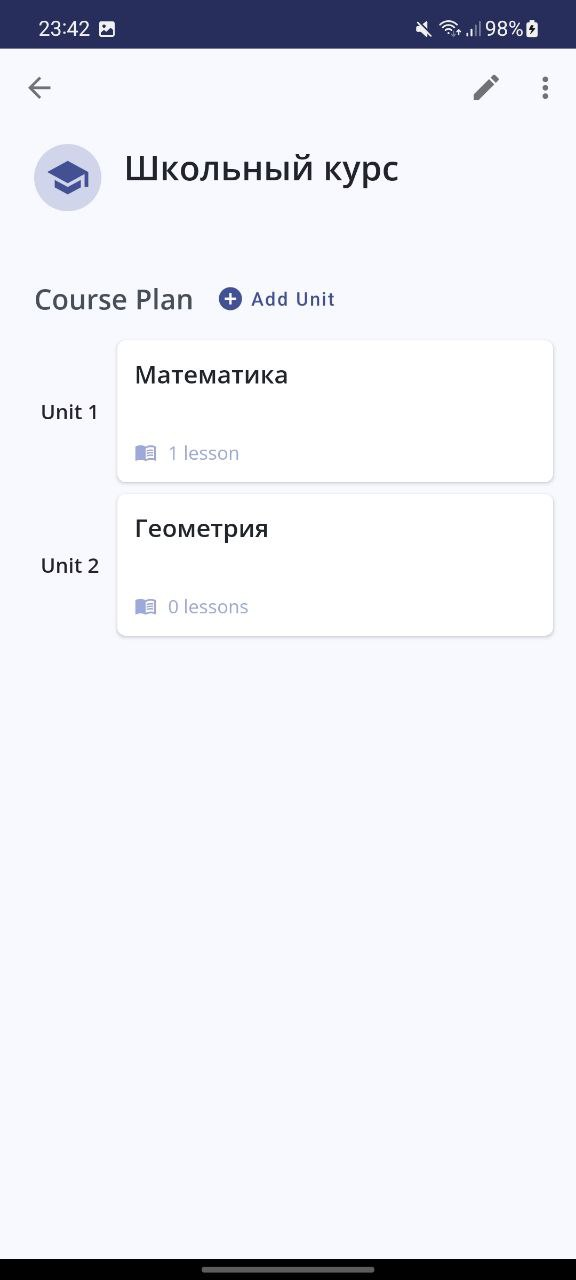 23:42
98%
Школьный курс
Course Plan
Add Unit
Unit 1
Математика
1 lesson
Unit 2
Геометрия
0 lessons